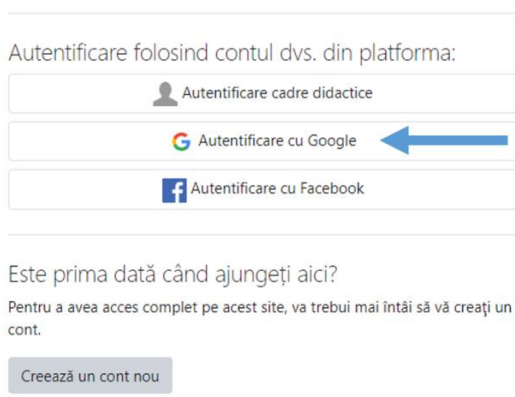 Autentificare folosind contul dvs. din platforma:
Autentificare cadre didactice
Autentificare cu Google
Autentificare cu Facebook
Este prima dată când ajungeți aici?
Pentru a avea acces complet pe acest site, va trebui mai întâi să vă creați un
cont.
Creează un cont nou